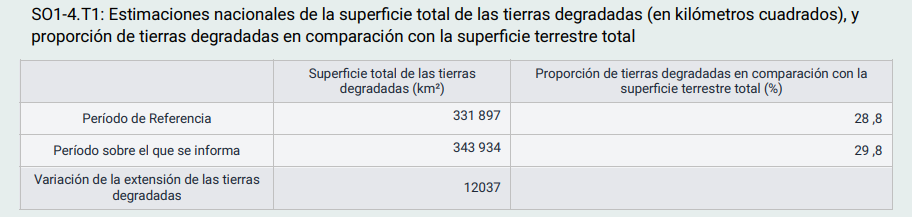 SO1-4.T1: Estimaciones nacionales de la superficie total de las tierras degradadas (en kilómetros cuadrados), y
proporción de tierras degradadas en comparación con la superficie terrestre total
Superficie total de las tierras
degradadas (km²)
Proporción de tierras degradadas en comparación con la
superficie terrestre total (%)
Período de Referencia
331 897
28 ,8
Período sobre el que se informa
343 934
29 ,8
Variación de la extensión de las tierras
degradadas
12037